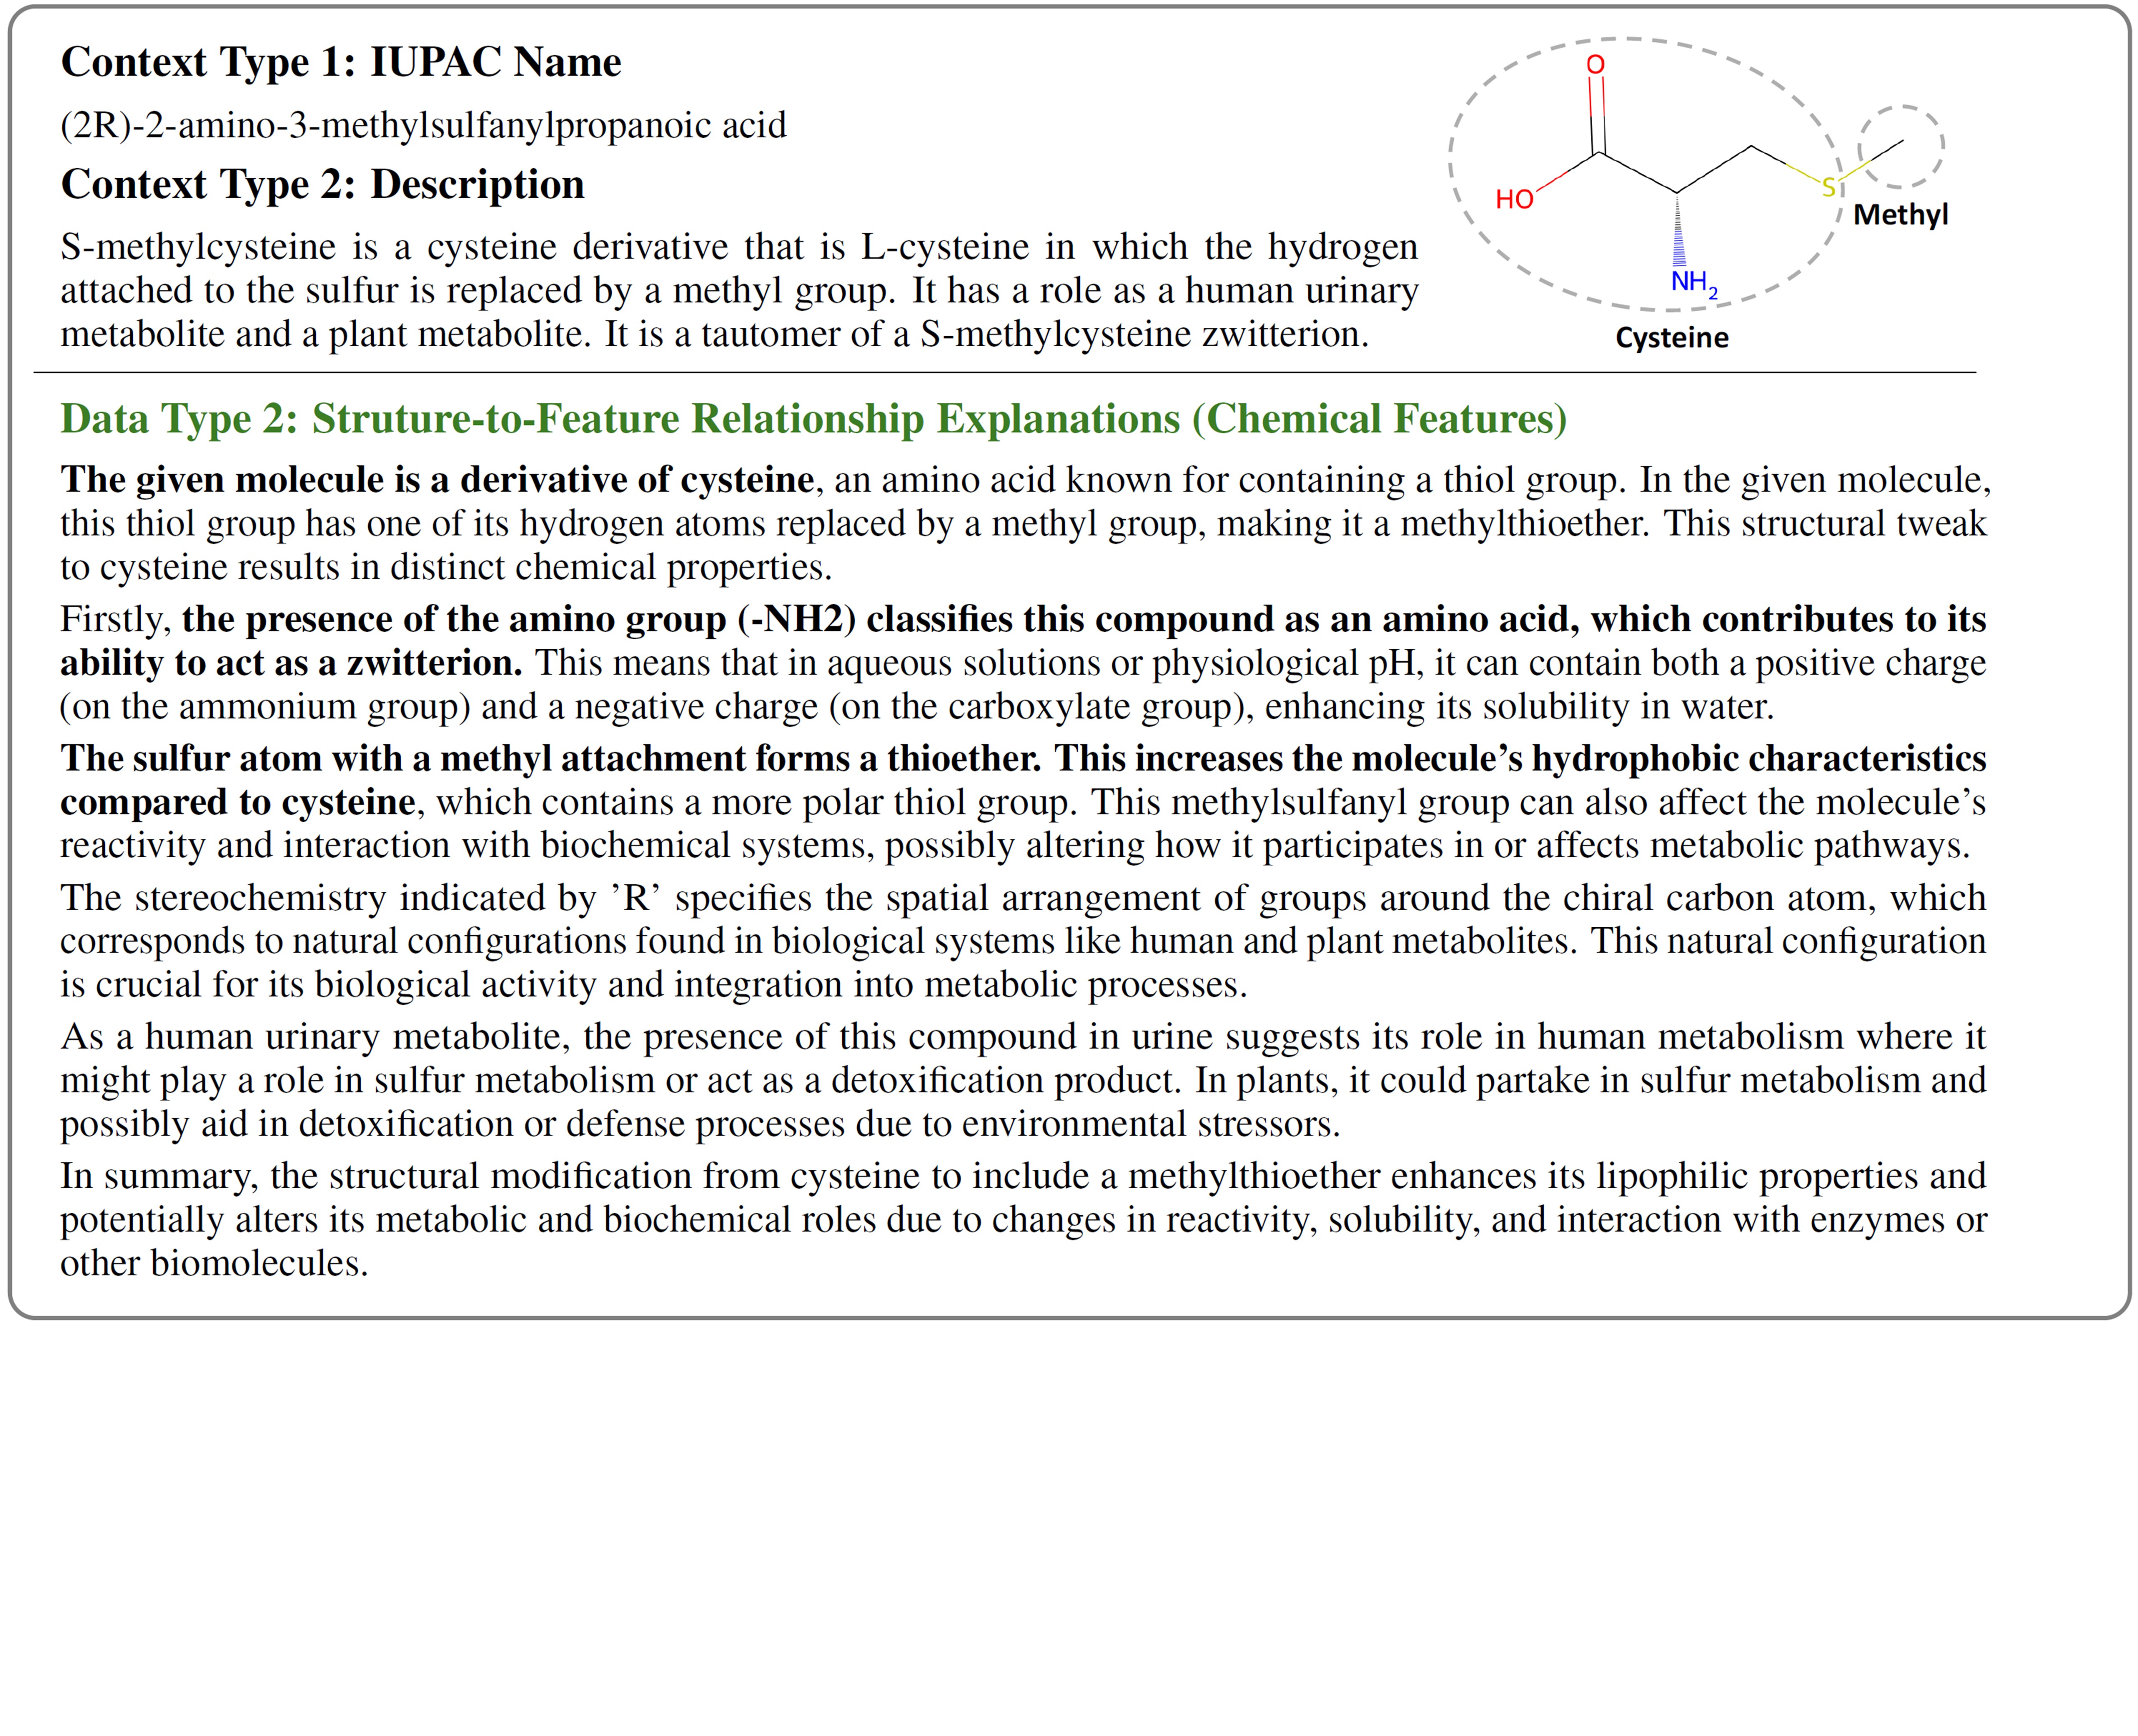 Context Type 1: IUPAC Name
(2R)-2-amino-3-methylsulfanylpropanoic acid
Context Type 2: Description
S-methylcysteine is a cysteine derivative that is L-cysteine in which the hydrogen
attached to the sulfur is replaced by a methyl group. It has a role as a human urinary
metabolite and a plant metabolite. It is a tautomer of a S-methylcysteine zwitterion.
O
HO
S
NH2
Methyl
Cysteine
Data Type 2: Struture-to-Feature Relationship Explanations (Chemical Features)
The given molecule is a derivative of cysteine, an amino acid known for containing a thiol group. In the given molecule,
this thiol group has one of its hydrogen atoms replaced by a methyl group, making it a methylthioether. This structural tweak
to cysteine results in distinct chemical properties.
Firstly, the presence of the amino group (-NH2) classifies this compound as an amino acid, which contributes to its
ability to act as a zwitterion. This means that in aqueous solutions or physiological pH, it can contain both a positive charge
(on the ammonium group) and a negative charge (on the carboxylate group), enhancing its solubility in water.
The sulfur atom with a methyl attachment forms a thioether. This increases the molecule's hydrophobic characteristics
compared to cysteine, which contains a more polar thiol group. This methylsulfanyl group can also affect the molecule's
reactivity and interaction with biochemical systems, possibly altering how it participates in or affects metabolic pathways.
The stereochemistry indicated by 'R' specifies the spatial arrangement of groups around the chiral carbon atom, which
corresponds to natural configurations found in biological systems like human and plant metabolites. This natural configuration
is crucial for its biological activity and integration into metabolic processes.
As a human urinary metabolite, the presence of this compound in urine suggests its role in human metabolism where it
might play a role in sulfur metabolism or act as a detoxification product. In plants, it could partake in sulfur metabolism and
possibly aid in detoxification or defense processes due to environmental stressors.
In summary, the structural modification from cysteine to include a methylthioether enhances its lipophilic properties and
potentially alters its metabolic and biochemical roles due to changes in reactivity, solubility, and interaction with enzymes or
other biomolecules.